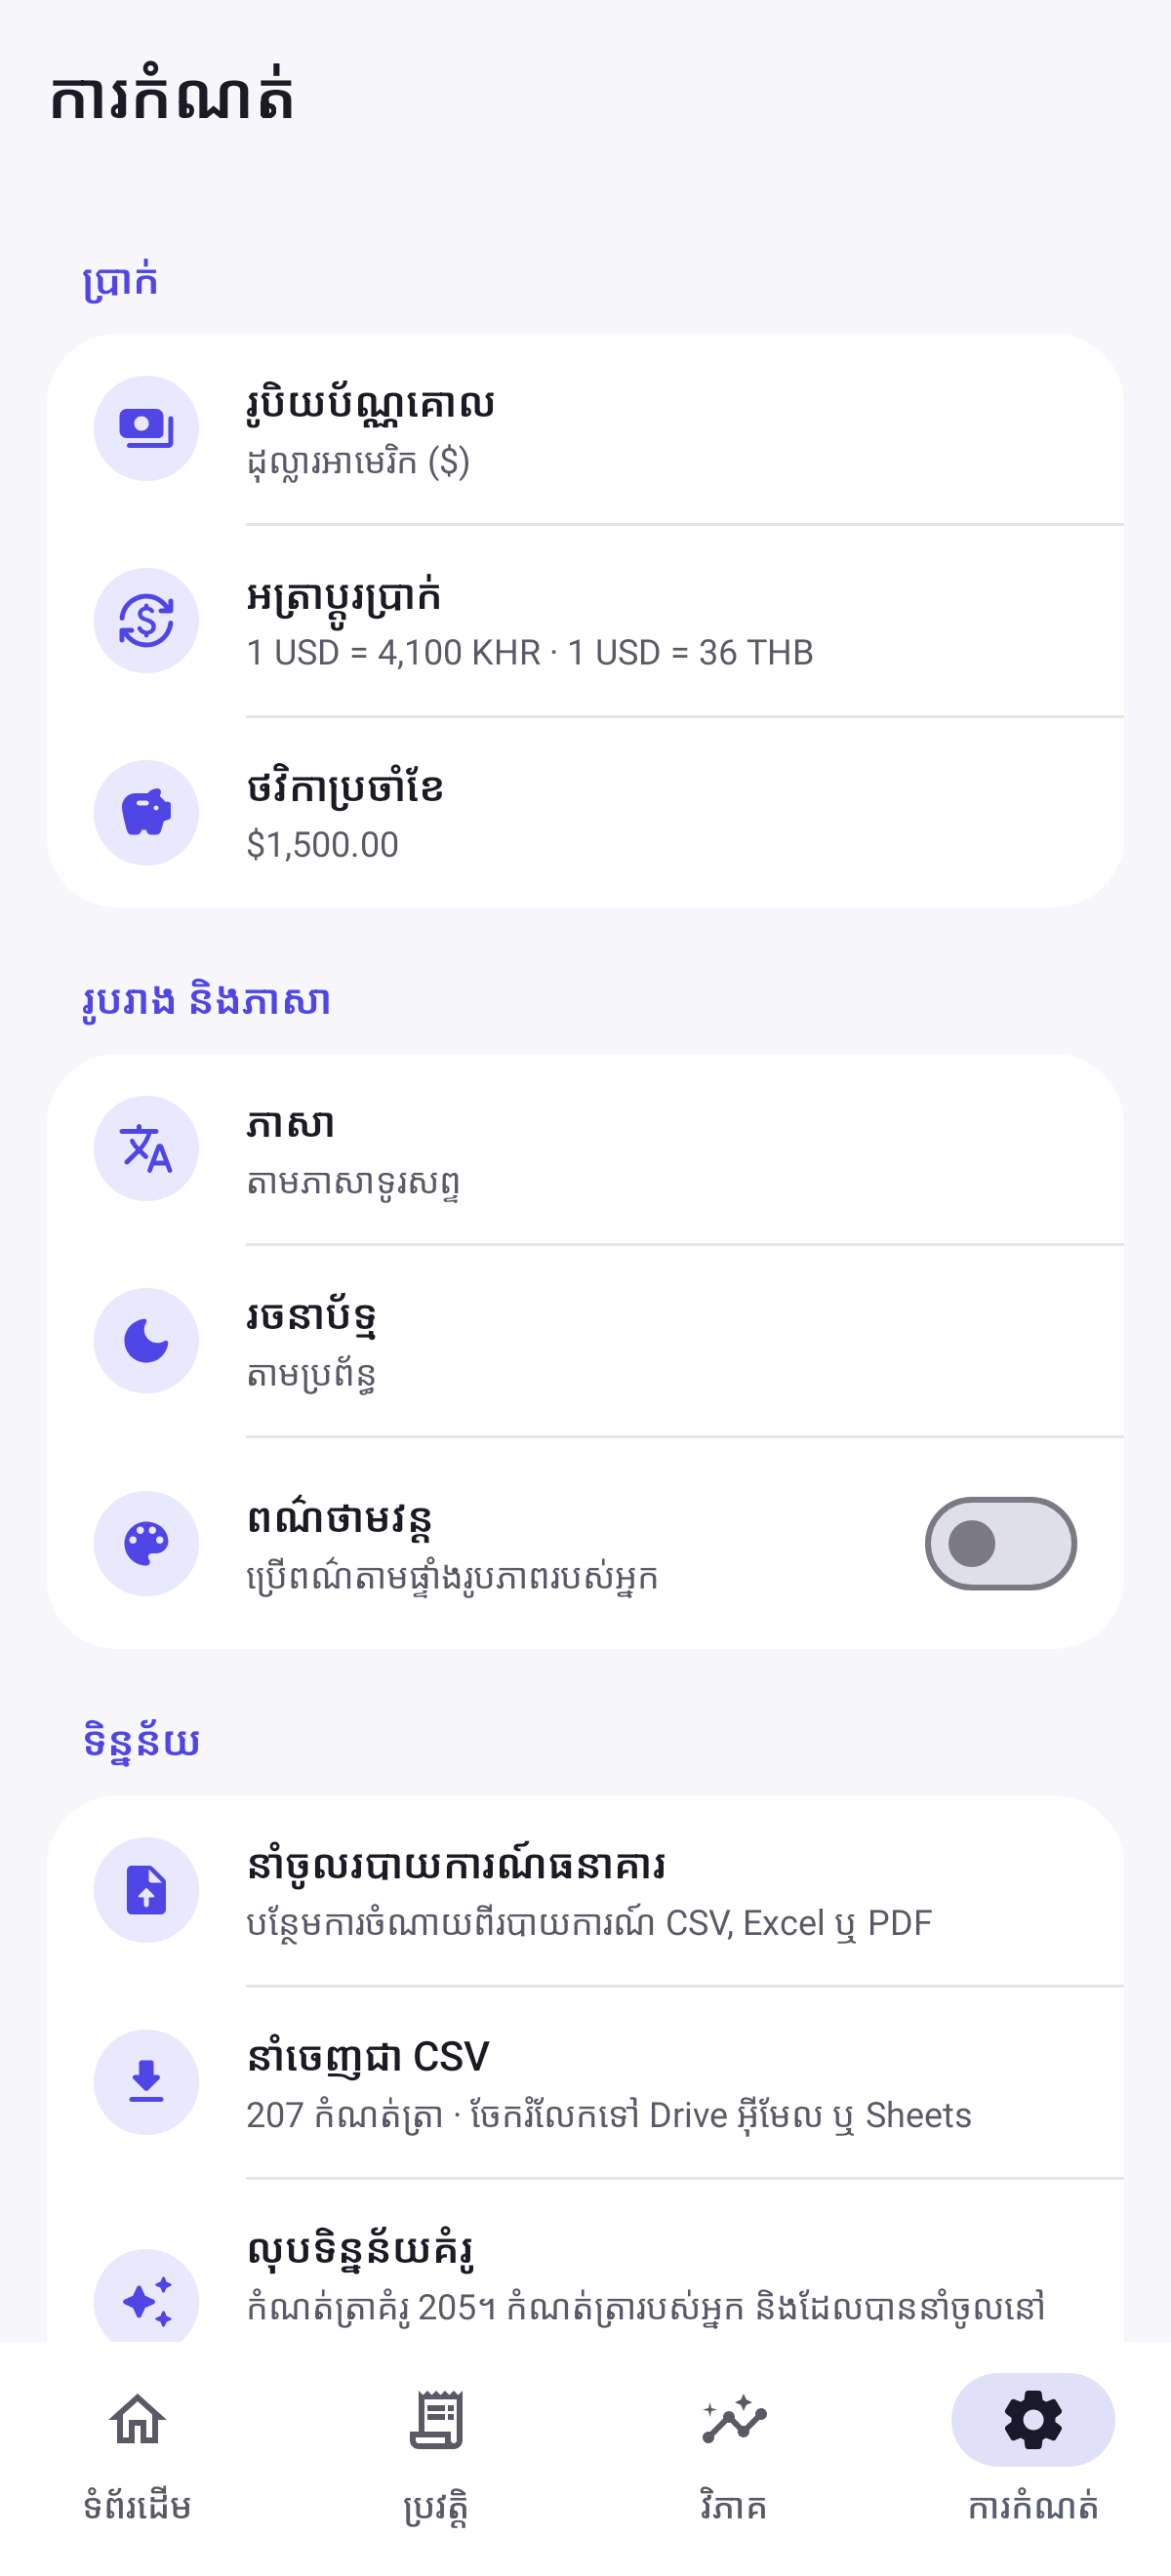 ការកំណត់
ប្រាក់
រូបិយប័ណ្ណគោល
ដុល្លារអាមេរិក ($)
អត្រាប្ដូរប្រាក់
1 USD = 4,100 KHR · 1 USD = 36 THB
ថវិកាប្រចាំខែ
$1,500.00
រូបរាង និងភាសា
ភាសា
តាមភាសាទូរសព្ទ
រចនាប័ទ្ម
តាមប្រព័ន្ធ
ពណ៌ថាមវន្ត
ប្រើពណ៌តាមផ្ទាំងរូបភាពរបស់អ្នក
ទិន្នន័យ
នាំចូលរបាយការណ៍ធនាគារ
បន្ថែមការចំណាយពីរបាយការណ៍ CSV, Excel ឬ PDF
នាំចេញជា CSV
207 កំណត់ត្រា · ចែករំលែកទៅ Drive អ៊ីមែល ឬ Sheets
លុបទិន្នន័យគំរូ
កំណត់ត្រាគំរូ 205។ កំណត់ត្រារបស់អ្នក និងដែលបាននាំចូលនៅ
ទំព័រដើម
ប្រវត្តិ
វិភាគ
ការកំណត់